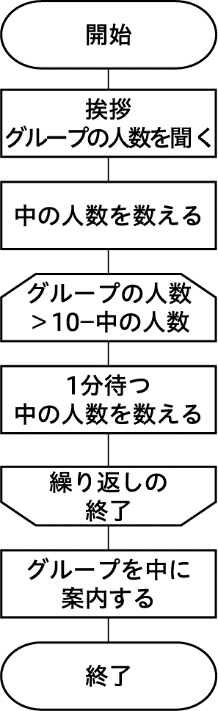 開始
挨拶
グループの人数を聞く
中の人数を数える
グループの人数
＞10−中の人数
1分待つ
中の人数を数える
繰り返しの
終了
グループを中に
案内する
終了